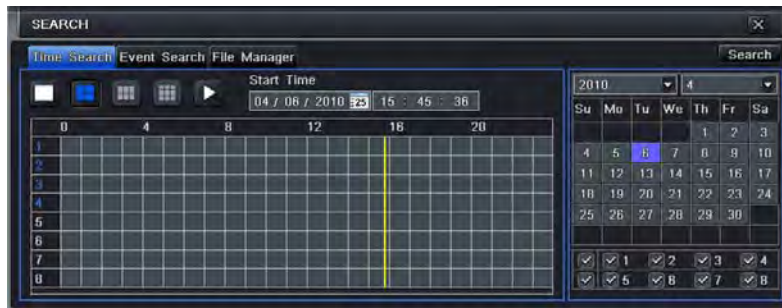 SEARCH
Time Search Event Search File Manager Search
Start Time
04 / 06 / 2010 25 15 : 45 : 36
0 4 8 12 16 20
1
2
3
4
5
6
7
8
2010 4
Su Mo Tu We Th Fr Sa
1 2 3
4 5 6 7 8 9 10
11 12 13 14 15 16 17
18 19 20 21 22 23 24
25 26 27 28 29 30
1 2 3 4
5 6 7 8